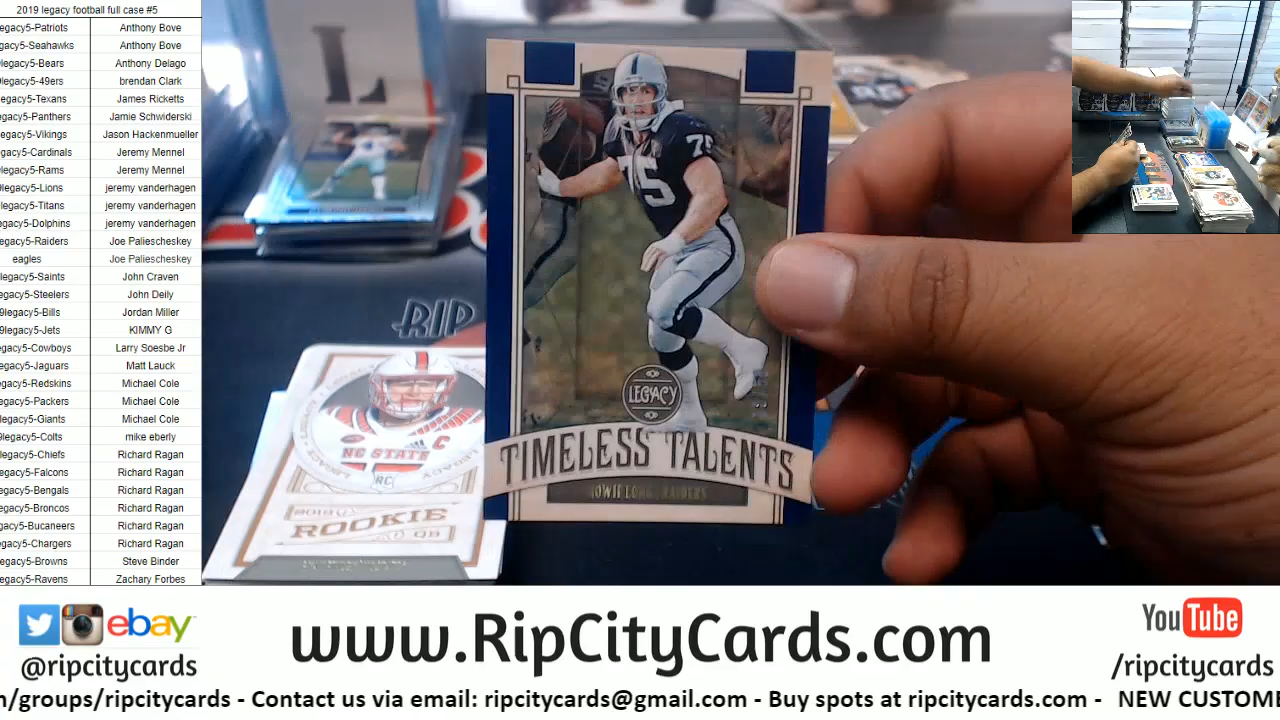 2019 legacy football full case #5
legacy5-Patriots Anthony Bove
egacy5-Seahawks Anthony Bove
legacy5-Bears Anthony Delago
9legacy5-49ers brendan Clark
egacy5-Texans James Ricketts
egacy5-Panthers Jamie Schwiderski
egacy5-Vikings Jason Hackenmueller
egacy5-Cardinals Jeremy Mennel
legacy5-Rams Jeremy Mennel
9legacy5-Lions jeremy vanderhagen
legacy5-Titans jeremy vanderhagen
egacy5-Dolphins jeremy vanderhagen
legacy5-Raiders Joe Paliescheskey
eagles Joe Paliescheskey
legacy5-Saints John Craven
egacy5-Steelers John Deily
9legacy5-Bills Jordan Miller
9legacy5-Jets KIMMY G
egacy5-Cowboys Larry Soesbe Jr
egacy5-Jaguars Matt Lauck
egacy5-Redskins Michael Cole
egacy5-Packers Michael Cole
egacy5-Giants Michael Cole
9legacy5-Colts mike eberly
legacy5-Chiefs Richard Ragan
egacy5-Falcons Richard Ragan
egacy5-Bengals Richard Ragan
egacy5-Broncos Richard Ragan
gacy5-Bucaneers Richard Ragan
egacy5-Chargers Richard Ragan
egacy5-Browns Steve Binder
egacy5-Ravens Zachary Forbes
L
75
75
RIP
LEGACY
TIMELESS TALENTS
HOWIE LONG, RAIDERS
C
NC STATE
RC
2019
ROOKIE
QB
ebay
@ripcitycards
www.RipCityCards.com
YouTube
/ripcitycards
n/groups/ripcitycards - Contact us via email: ripcitycards@gmail.com - Buy spots at ripcitycards.com - NEW CUSTOME